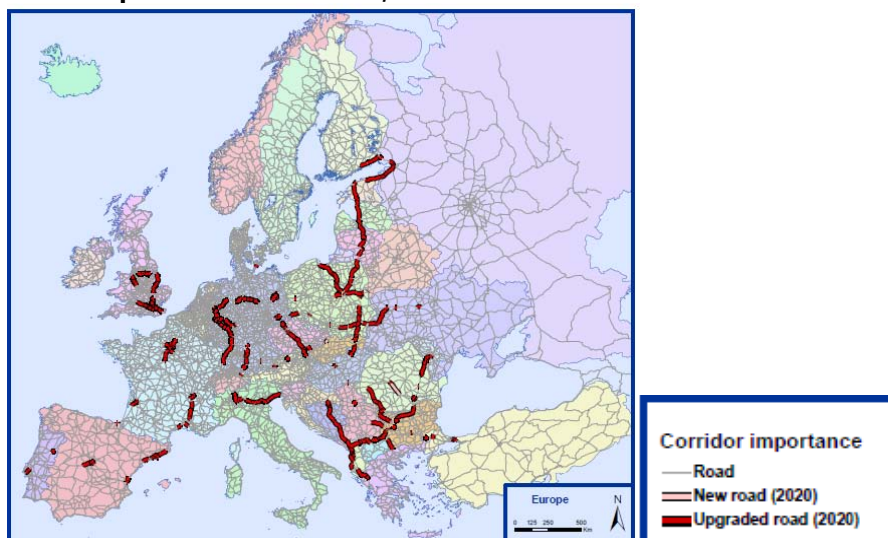 Europe
N
0 125 250 500
Km
Corridor importance
Road
New road (2020)
Upgraded road (2020)